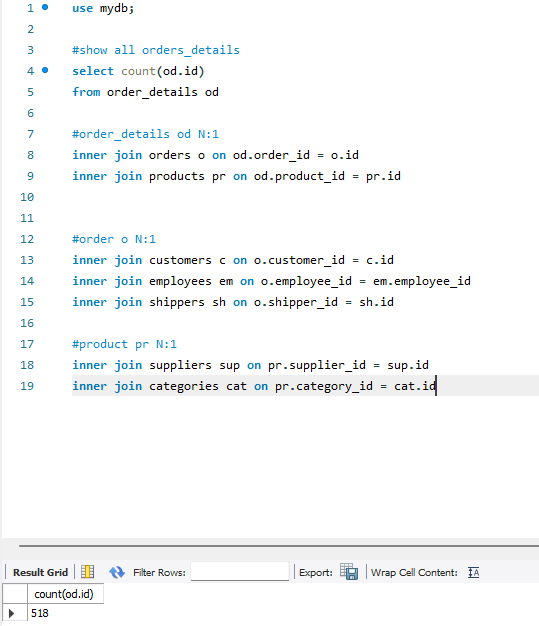 1 use mydb;
2
3 #show all orders_details
4 select count(od.id)
5 from order_details od
6
7 #order_details od N:1
8 inner join orders o on od.order_id = o.id
9 inner join products pr on od.product_id = pr.id
10
11
12 #order o N:1
13 inner join customers c on o.customer_id = c.id
14 inner join employees em on o.employee_id = em.employee_id
15 inner join shippers sh on o.shipper_id = sh.id
16
17 #product pr N:1
18 inner join suppliers sup on pr.supplier_id = sup.id
19 inner join categories cat on pr.category_id = cat.id
Result Grid Filter Rows: Export: Wrap Cell Content: IA
count(od.id)
518